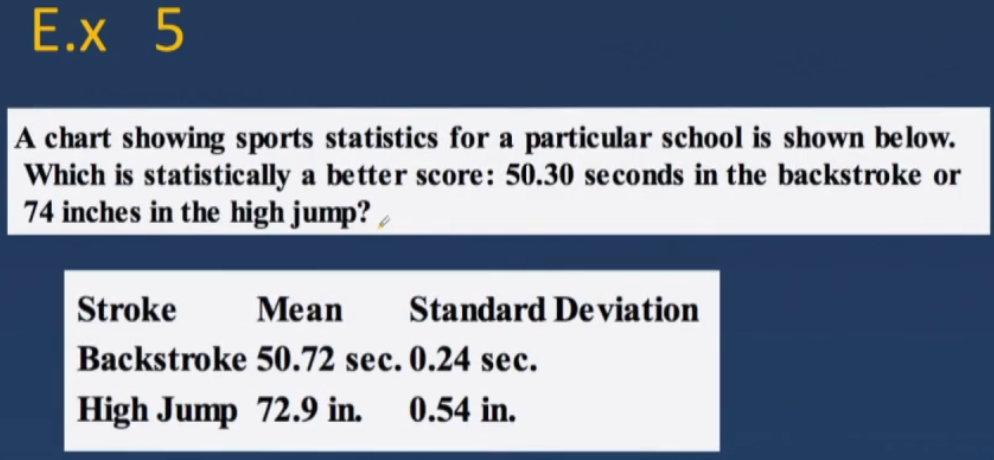 E.x 5
A chart showing sports statistics for a particular school is shown below.
Which is statistically a better score: 50.30 seconds in the backstroke or
74 inches in the high jump?
Stroke Mean Standard Deviation
Backstroke 50.72 sec. 0.24 sec.
High Jump 72.9 in. 0.54 in.